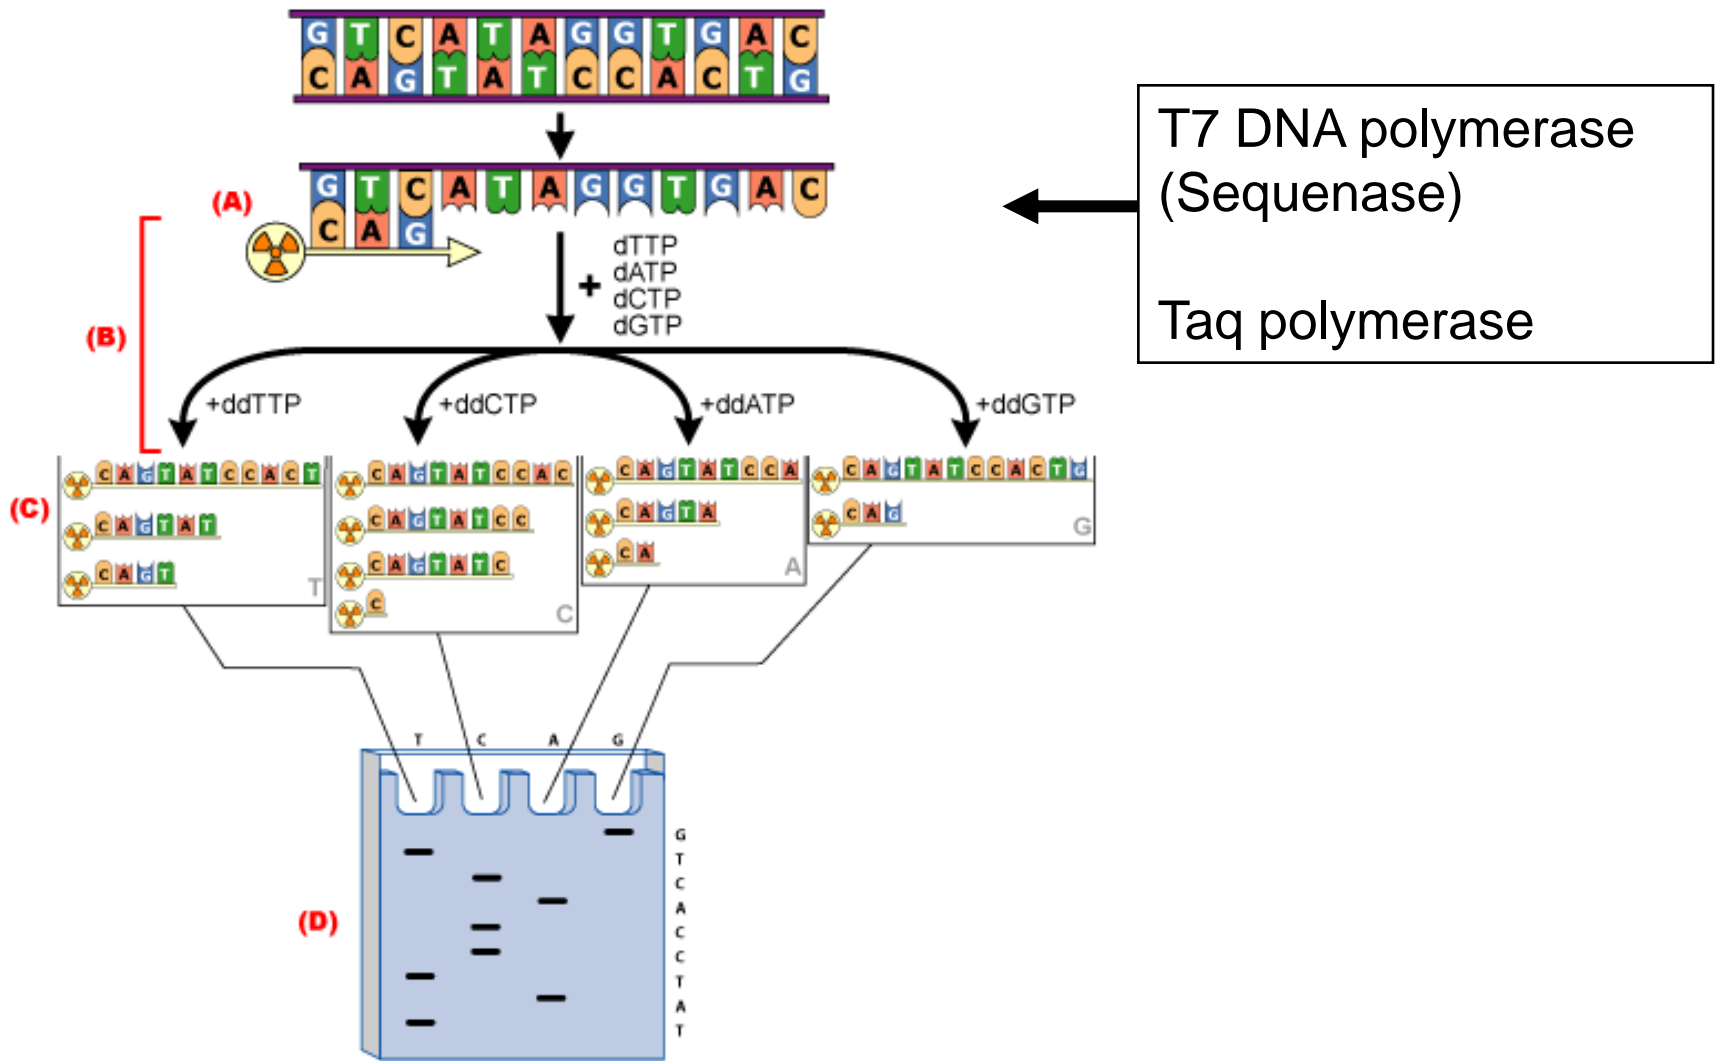 G T C A T A G G T G A C
C A G T A T C C A C T G
T7 DNA polymerase
(Sequenase)
Taq polymerase
(A)
G T C A T A G G T G A C
C A G
(B)
+
dTTP
dATP
dCTP
dGTP
+ddTTP
+ddCTP
+ddATP
+ddGTP
(C)
C A G T A T C C A C T
C A G T A T
C A G T
T
C A G T A T C C A C
C A G T A T C C
C A G T A T C
C
C
C A G T A T C C A
C A G T A
C A
A
C A G T A T C C A C T G
C A G
G
T C A G
(D)
G
T
C
A
C
C
T
A
T